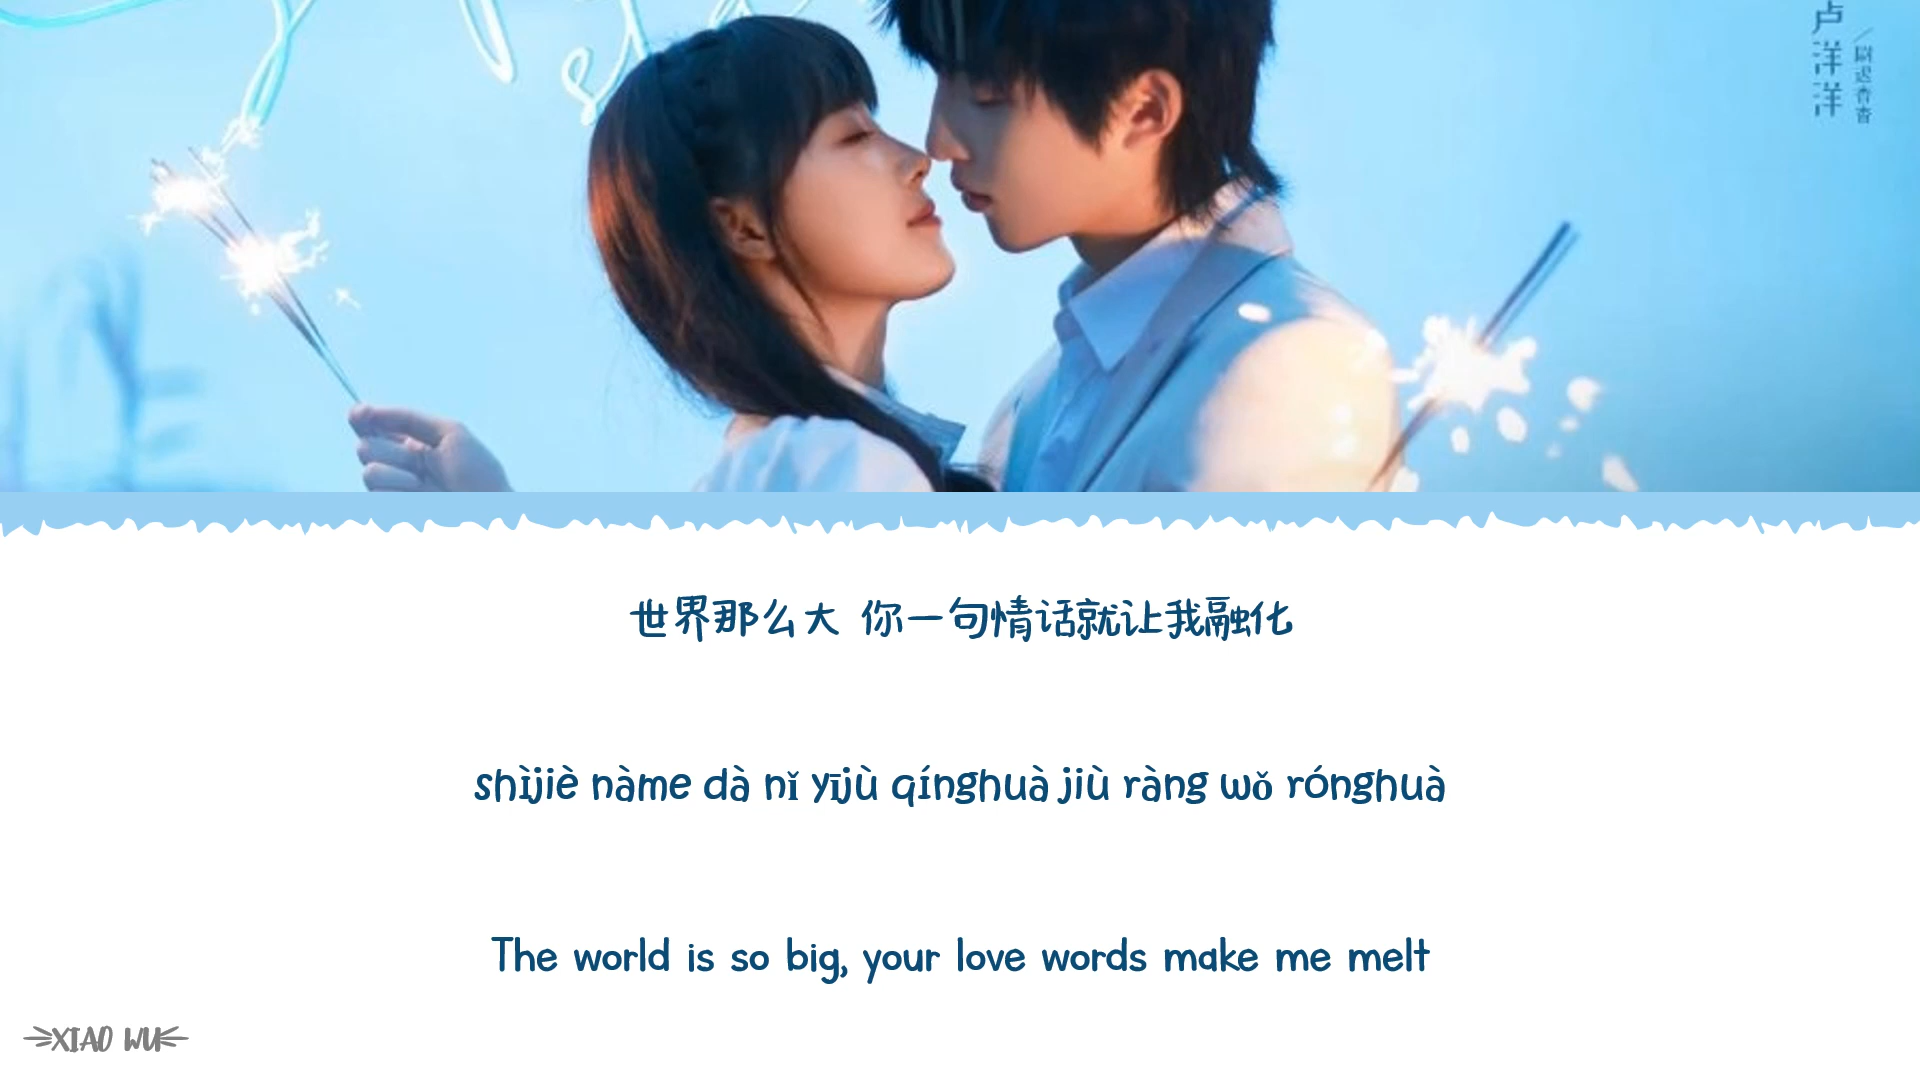 卢洋洋
世界那么大 你一句情话就让我融化
shìjiè nàme dà nǐ yījù qínghuà jiù ràng wǒ rónghuà
The world is so big, your love words make me melt
XIAO WU